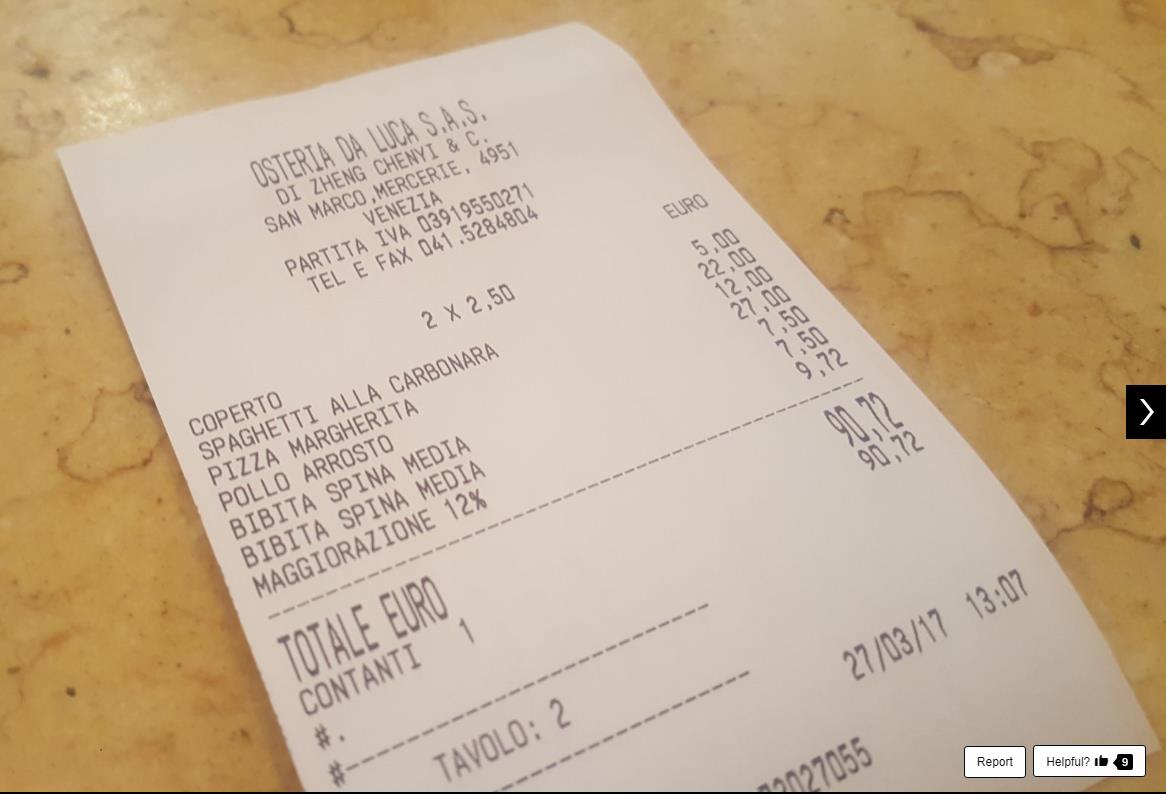 OSTERIA DA LUCA S.A.S.
DI ZHENG CHENYI & C.
SAN MARCO,MERCERIE, 4951
VENEZIA
PARTITA IVA 03919550271
TEL E FAX 041.5284804
EURO
2 X 2,50
COPERTO 5,00
SPAGHETTI ALLA CARBONARA 22,00
PIZZA MARGHERITA 12,00
POLLO ARROSTO 27,00
BIBITA SPINA MEDIA 7,50
BIBITA SPINA MEDIA 7,50
MAGGIORAZIONE 12% 9,72
TOTALE EURO 90,72
CONTANTI 90,72
#. 1
27/03/17 13:07
#
TAVOLO: 2
Report
Helpful? 9